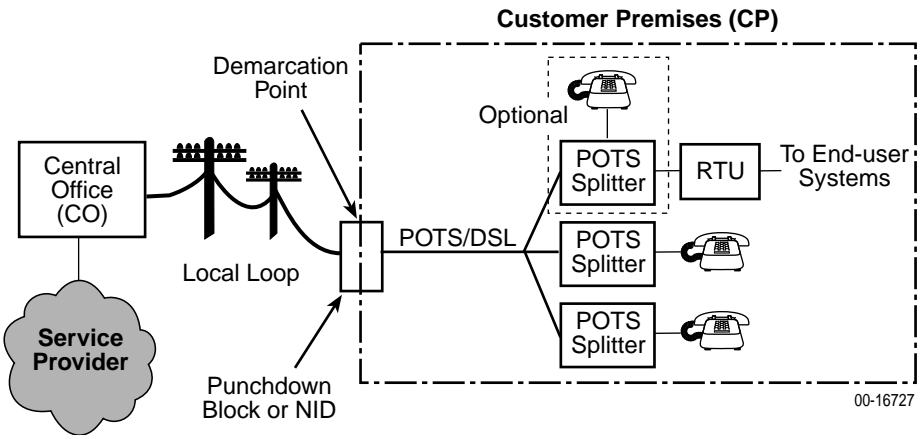 Customer Premises (CP)
Demarcation
Point
Optional
Central
Office
(CO)
POTS
Splitter
RTU
To End-user
Systems
POTS/DSL
POTS
Splitter
Local Loop
Service
Provider
POTS
Splitter
Punchdown
Block or NID
00-16727